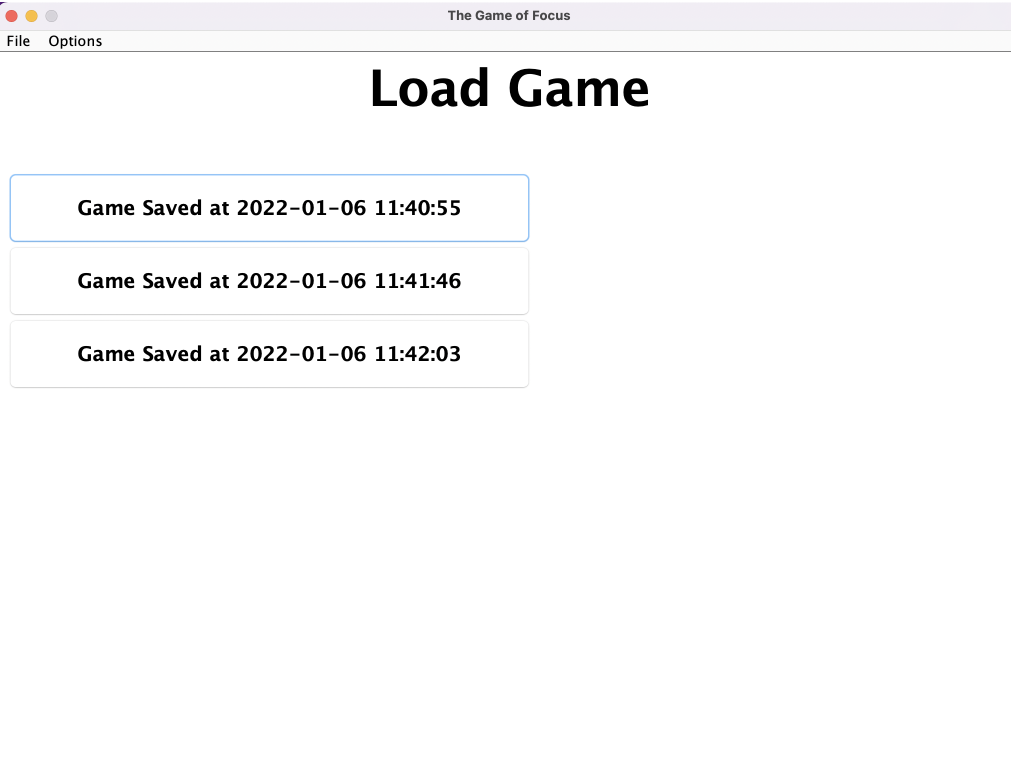 The Game of Focus
File Options
Load Game
Game Saved at 2022-01-06 11:40:55
Game Saved at 2022-01-06 11:41:46
Game Saved at 2022-01-06 11:42:03